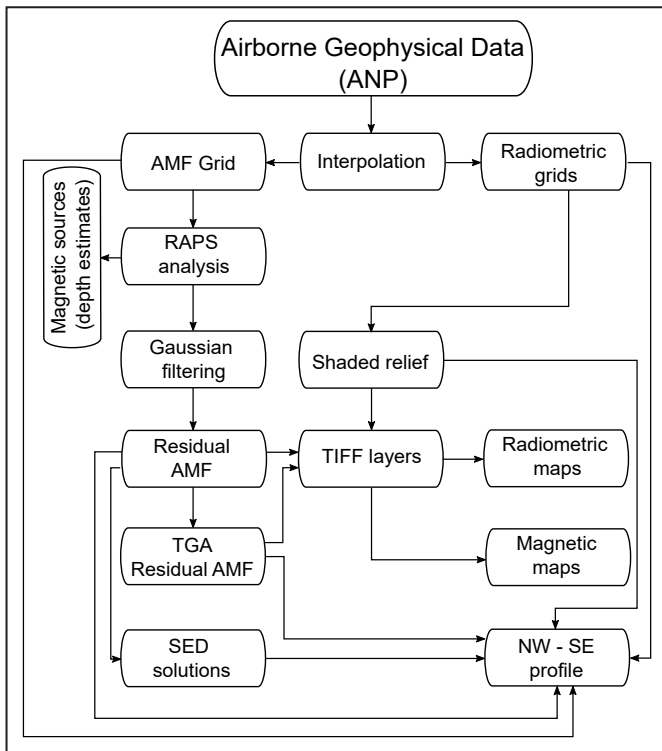 Airborne Geophysical Data
(ANP)
AMF Grid
Interpolation
Radiometric
grids
Magnetic sources
(depth estimates)
RAPS
analysis
Gaussian
filtering
Shaded relief
Residual
AMF
TIFF layers
Radiometric
maps
TGA
Residual AMF
Magnetic
maps
SED
solutions
NW - SE
profile